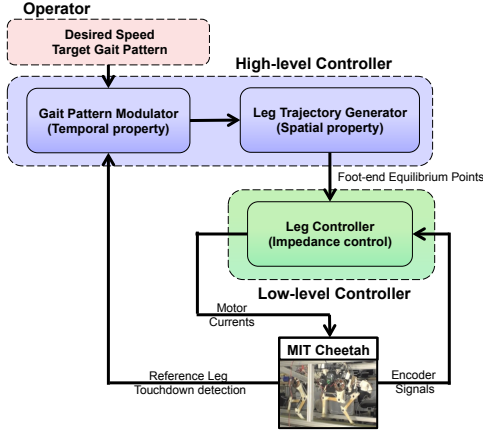 Operator
Desired Speed
Target Gait Pattern
High-level Controller
Gait Pattern Modulator
(Temporal property)
Leg Trajectory Generator
(Spatial property)
Foot-end Equilibrium Points
Leg Controller
(Impedance control)
Low-level Controller
Motor
Currents
MIT Cheetah
Reference Leg
Touchdown detection
Encoder
Signals